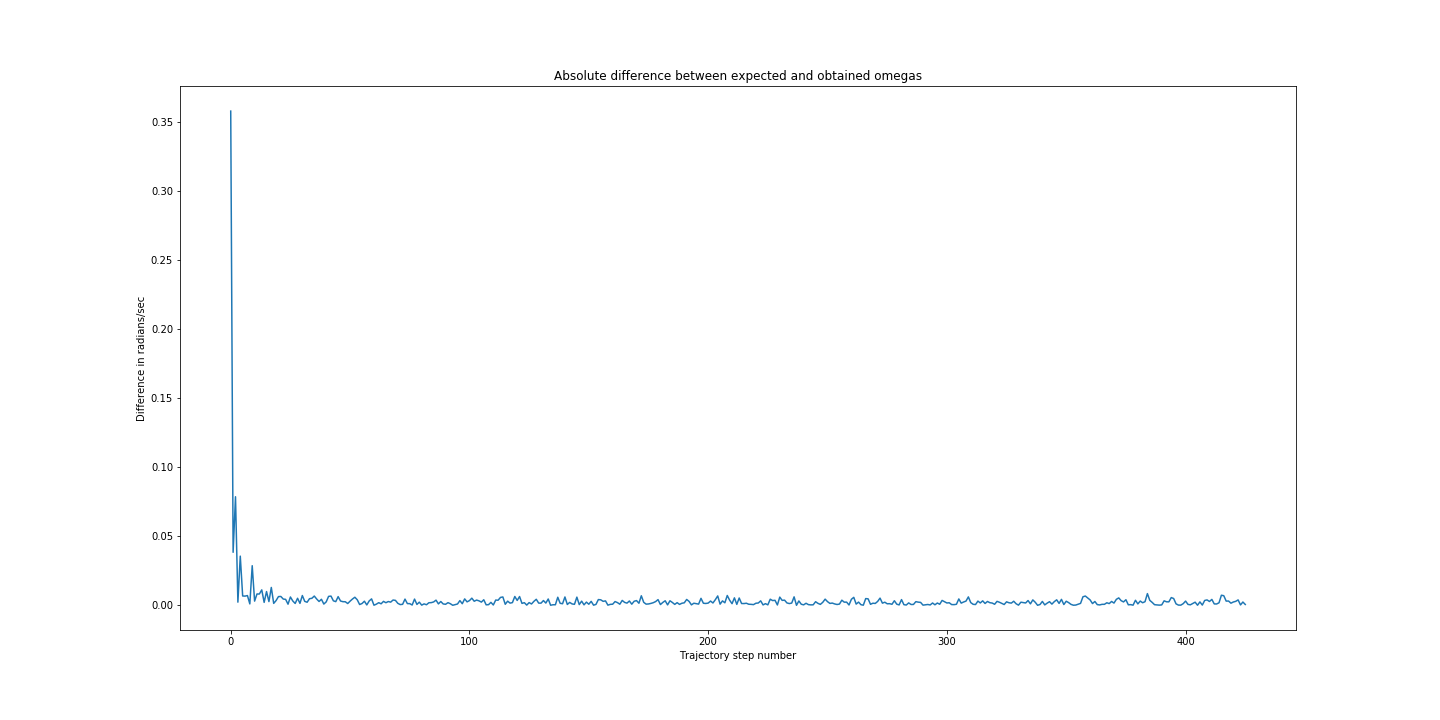 Absolute difference between expected and obtained omegas
0.35
0.30
0.25
0.20
0.15
0.10
0.05
0.00
Difference in radians/sec
0 100 200 300 400
Trajectory step number